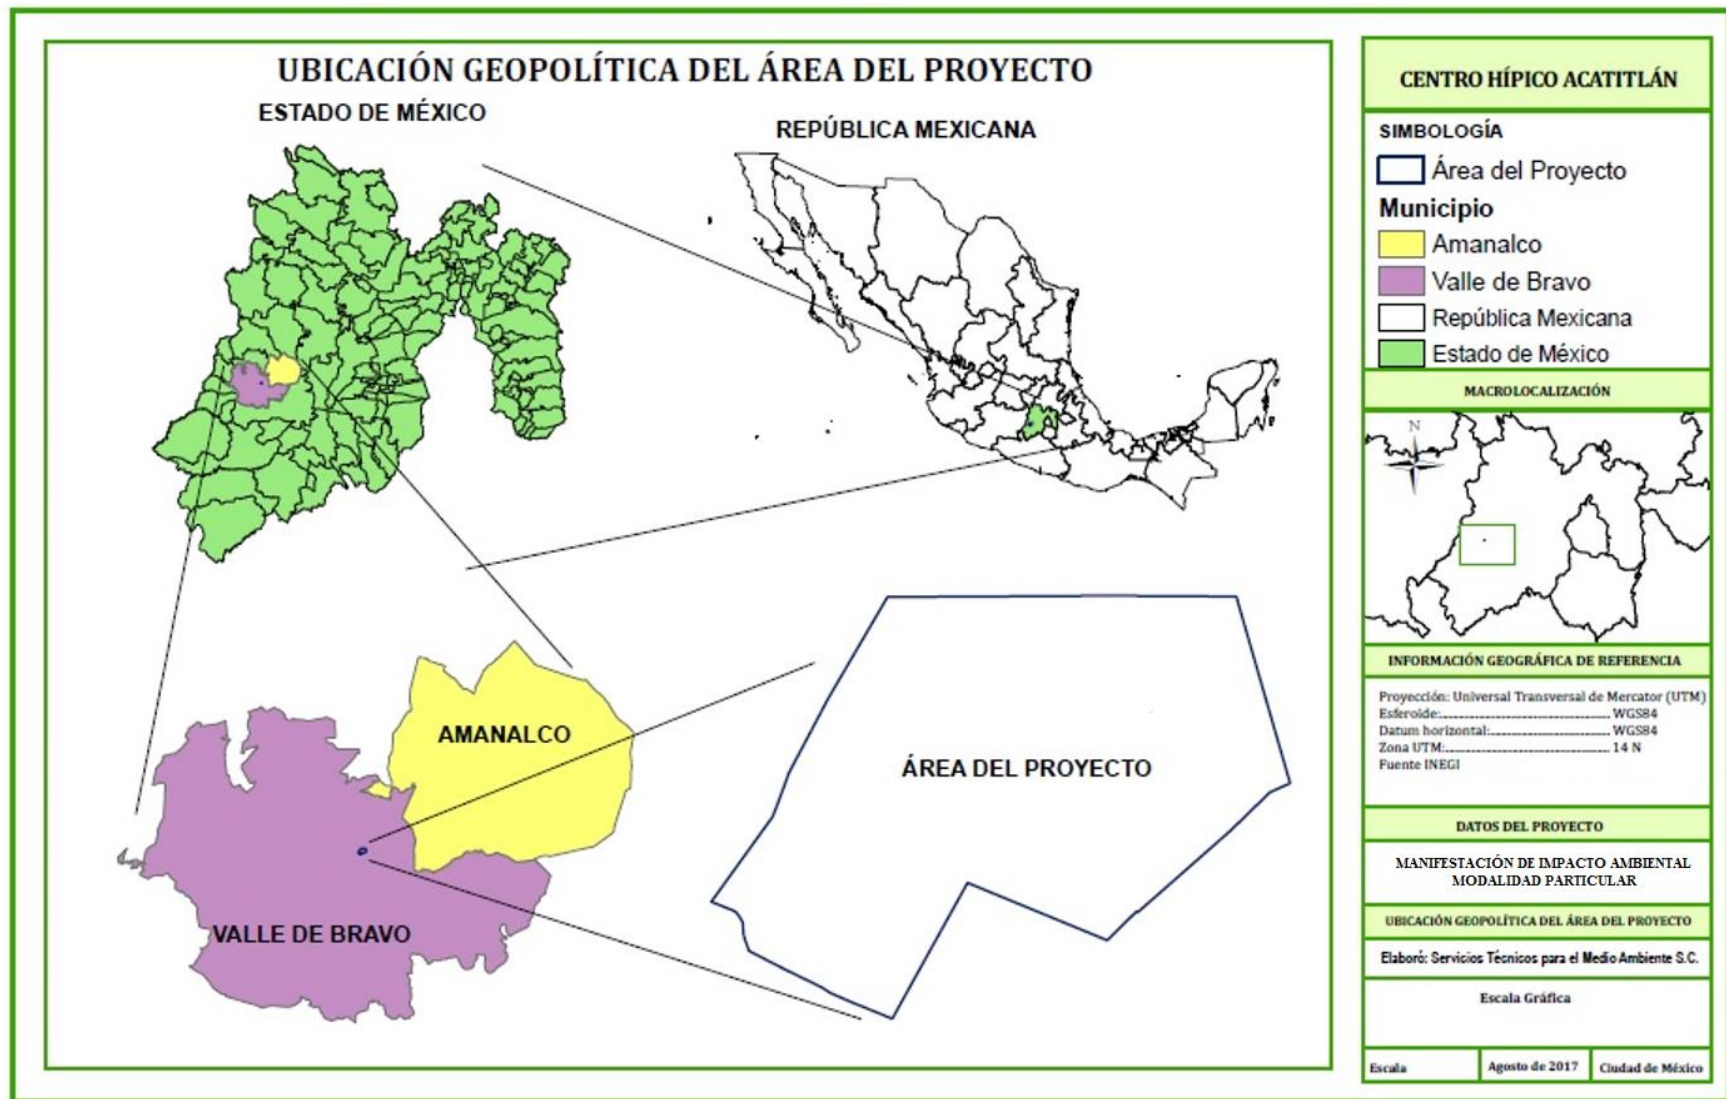 UBICACIÓN GEOPOLÍTICA DEL ÁREA DEL PROYECTO
ESTADO DE MÉXICO
REPÚBLICA MEXICANA
AMANALCO
VALLE DE BRAVO
ÁREA DEL PROYECTO
CENTRO HÍPICO ACATITLÁN
SIMBOLOGÍA
Área del Proyecto
Municipio
Amanalco
Valle de Bravo
República Mexicana
Estado de México
MACROLOCALIZACIÓN
N
INFORMACIÓN GEOGRÁFICA DE REFERENCIA
Proyección: Universal Transversal de Mercator (UTM)
Esferoide:............................................ WGS84
Datum horizontal:.............................. WGS84
Zona UTM:.......................................... 14 N
Fuente INEGI
DATOS DEL PROYECTO
MANIFESTACIÓN DE IMPACTO AMBIENTAL
MODALIDAD PARTICULAR
UBICACIÓN GEOPOLÍTICA DEL ÁREA DEL PROYECTO
Elaboró: Servicios Técnicos para el Medio Ambiente S.C.
Escala Gráfica
Escala
Agosto de 2017
Ciudad de México